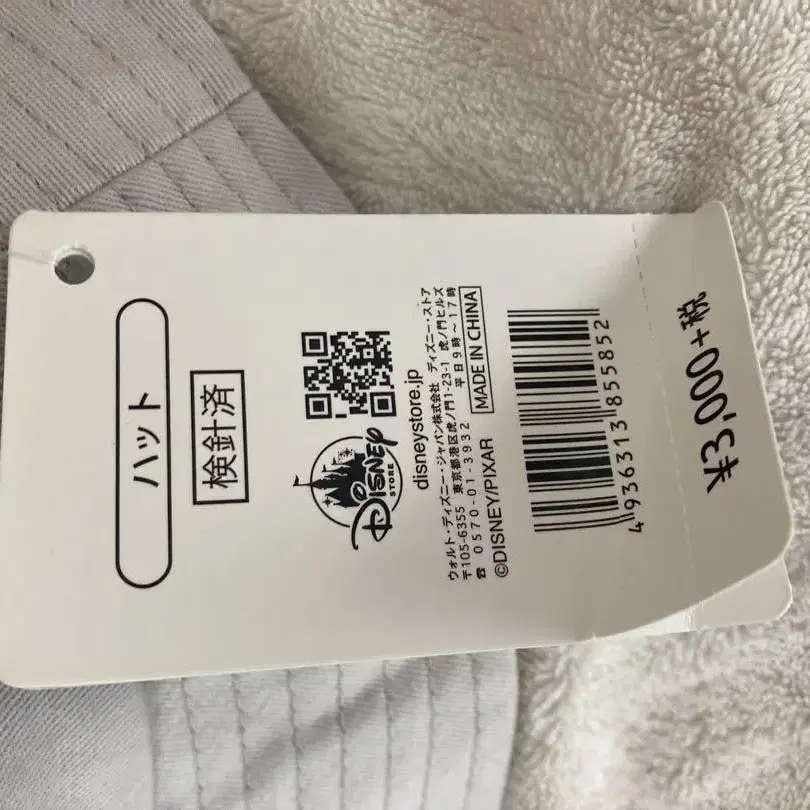 ハット
検針済
Disney
STORE
disneystore.jp
ウォルト・ディズニー・ジャパン株式会社 ディズニー・ストア
〒105-6355 東京都港区虎ノ門1-23-1 虎ノ門ヒルズ
☎ 0570-01-3932 平日9時～17時
©DISNEY/PIXAR MADE IN CHINA
4 936313 855852
¥3,000+税